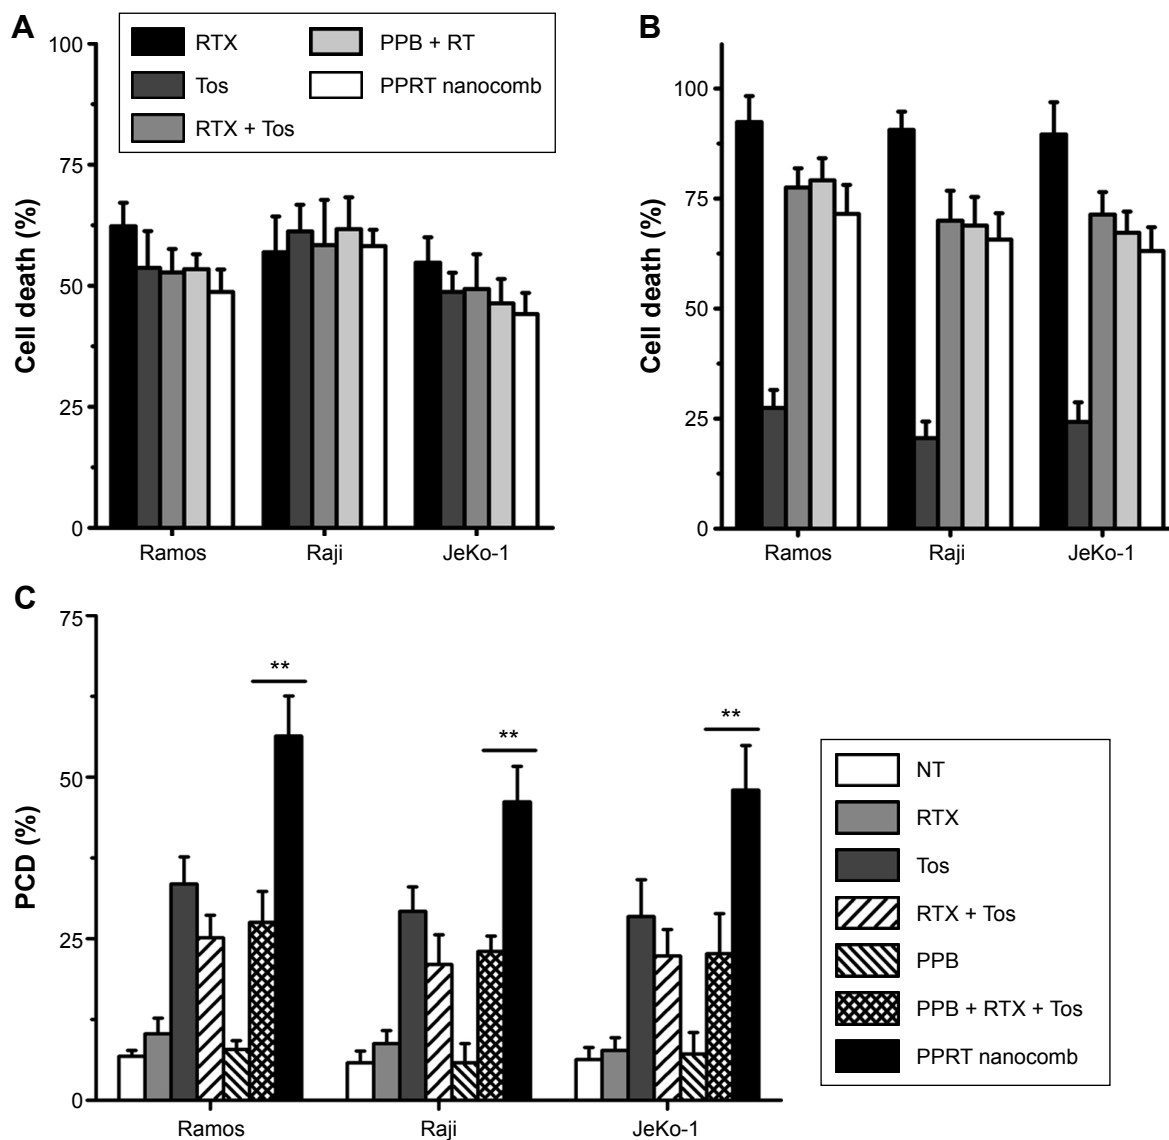 A
RTX
Tos
RTX + Tos
PPB + RT
PPRT nanocomb
Cell death (%)
100
75
50
25
0
Ramos
Raji
JeKo-1
B
Cell death (%)
100
75
50
25
0
Ramos
Raji
JeKo-1
C
PCD (%)
75
50
25
0
**
**
**
Ramos
Raji
JeKo-1
NT
RTX
Tos
RTX + Tos
PPB
PPB + RTX + Tos
PPRT nanocomb